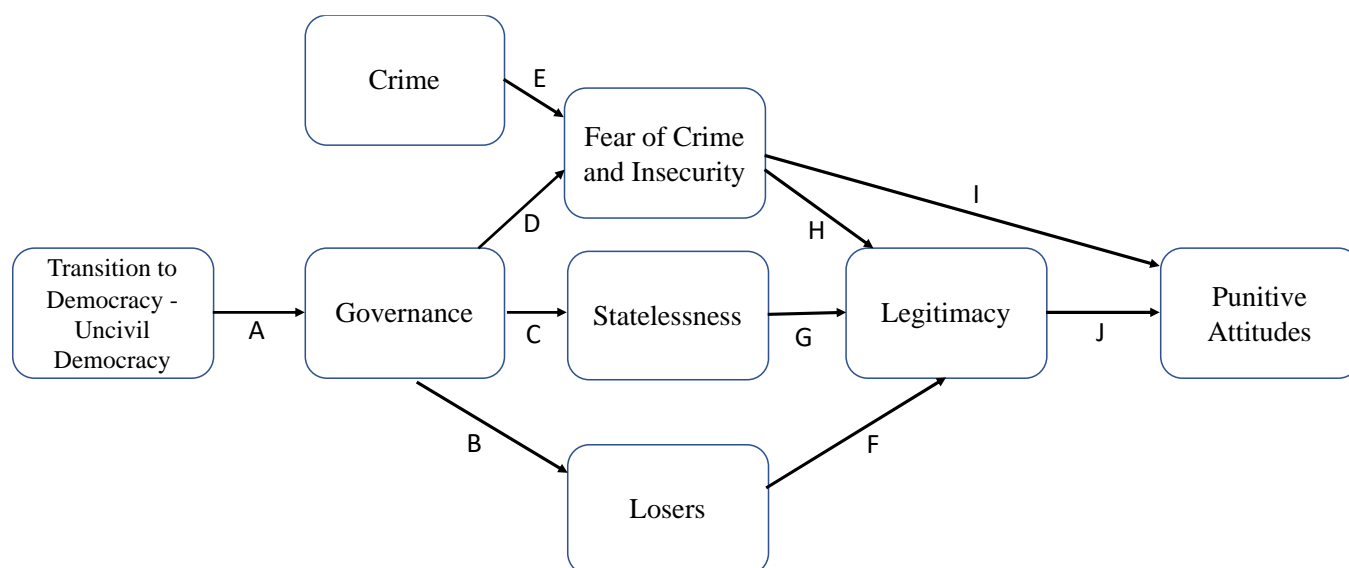 Crime
E
Fear of Crime
and Insecurity
I
D
H
Transition to
Democracy -
Uncivil
Democracy
A
Governance
C
Statelessness
G
Legitimacy
J
Punitive
Attitudes
B
F
Losers